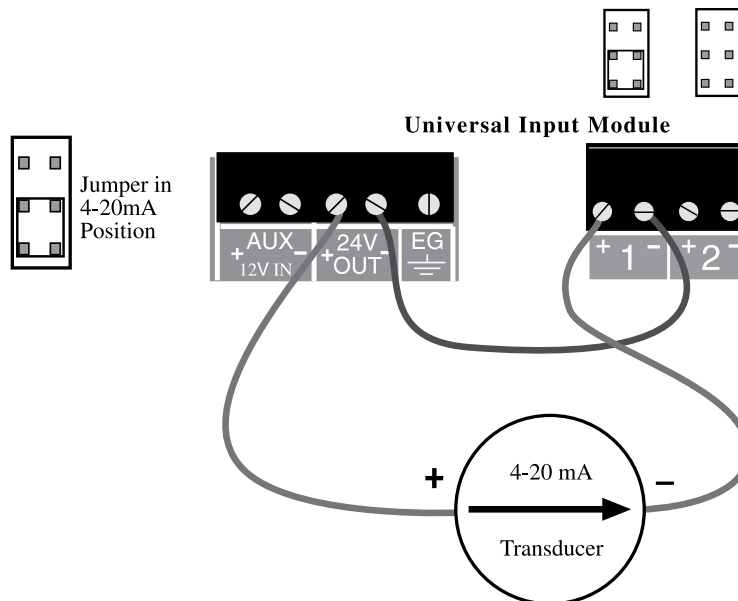 Universal Input Module
Jumper in
4-20mA
Position
+ AUX -
12V IN
+ 24V -
OUT
EG
+ 1 -
+ 2 -
+ 4-20 mA –
Transducer